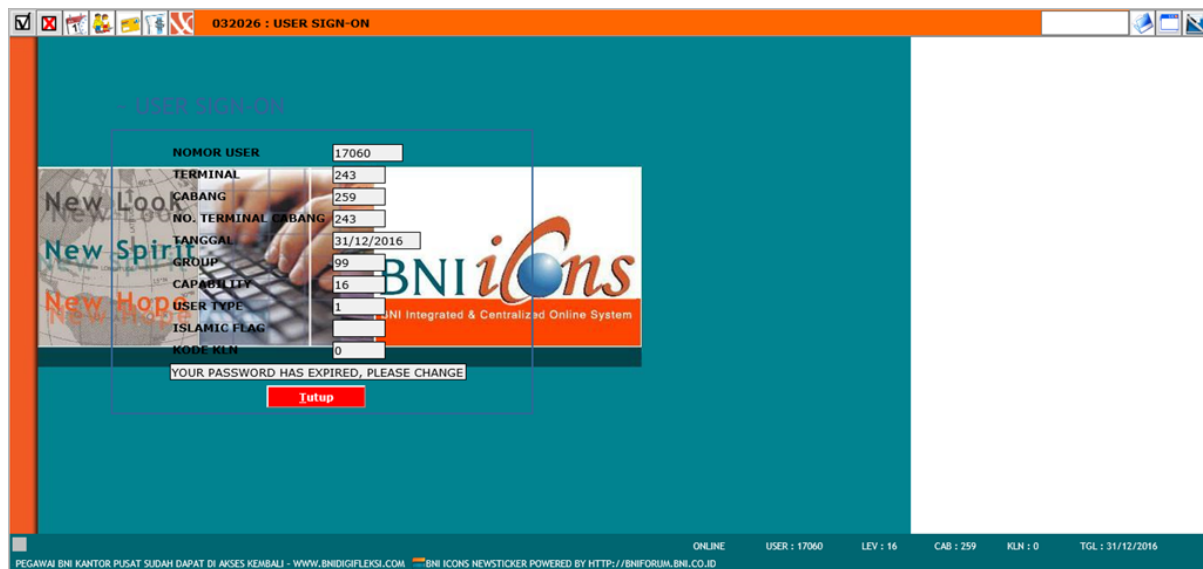 032026 : USER SIGN-ON
- USER SIGN-ON
NOMOR USER 17060
TERMINAL 243
CABANG 259
NO. TERMINAL CABANG 243
TANGGAL 31/12/2016
GROUP 99
CAPABILITY 16
USER TYPE 1
ISLAMIC FLAG
KODE KLN 0
YOUR PASSWORD HAS EXPIRED, PLEASE CHANGE
Tutup
New Look
New Spirit
New Hope
BNI icons
BNI Integrated & Centralized Online System
ONLINE USER : 17060 LEV : 16 CAB : 259 KLN : 0 TGL : 31/12/2016
PEGAWAI BNI KANTOR PUSAT SUDAH DAPAT DI AKSES KEMBALI - WWW.BNIDIGIFLEKSI.COM BNI ICONS NEWSTICKER POWERED BY HTTP://BNIFORUM.BNI.CO.ID